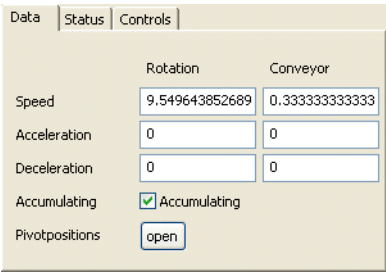 Data Status Controls
Rotation Conveyor
Speed 9.549643852689 0.333333333333
Acceleration 0 0
Deceleration 0 0
Accumulating Accumulating
Pivotpositions open